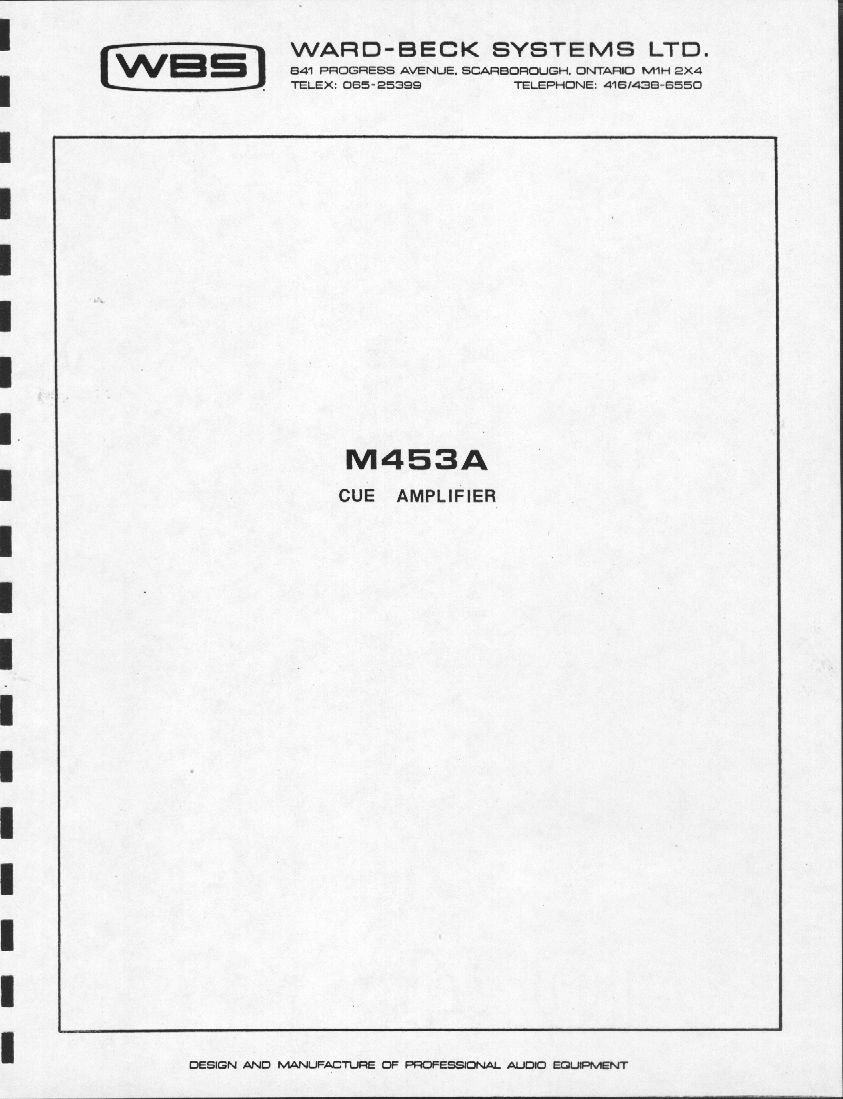 WBS
WARD-BECK SYSTEMS LTD.
841 PROGRESS AVENUE, SCARBOROUGH, ONTARIO M1H 2X4
TELEX: 065-25399 TELEPHONE: 416/438-6550
M453A
CUE AMPLIFIER
DESIGN AND MANUFACTURE OF PROFESSIONAL AUDIO EQUIPMENT